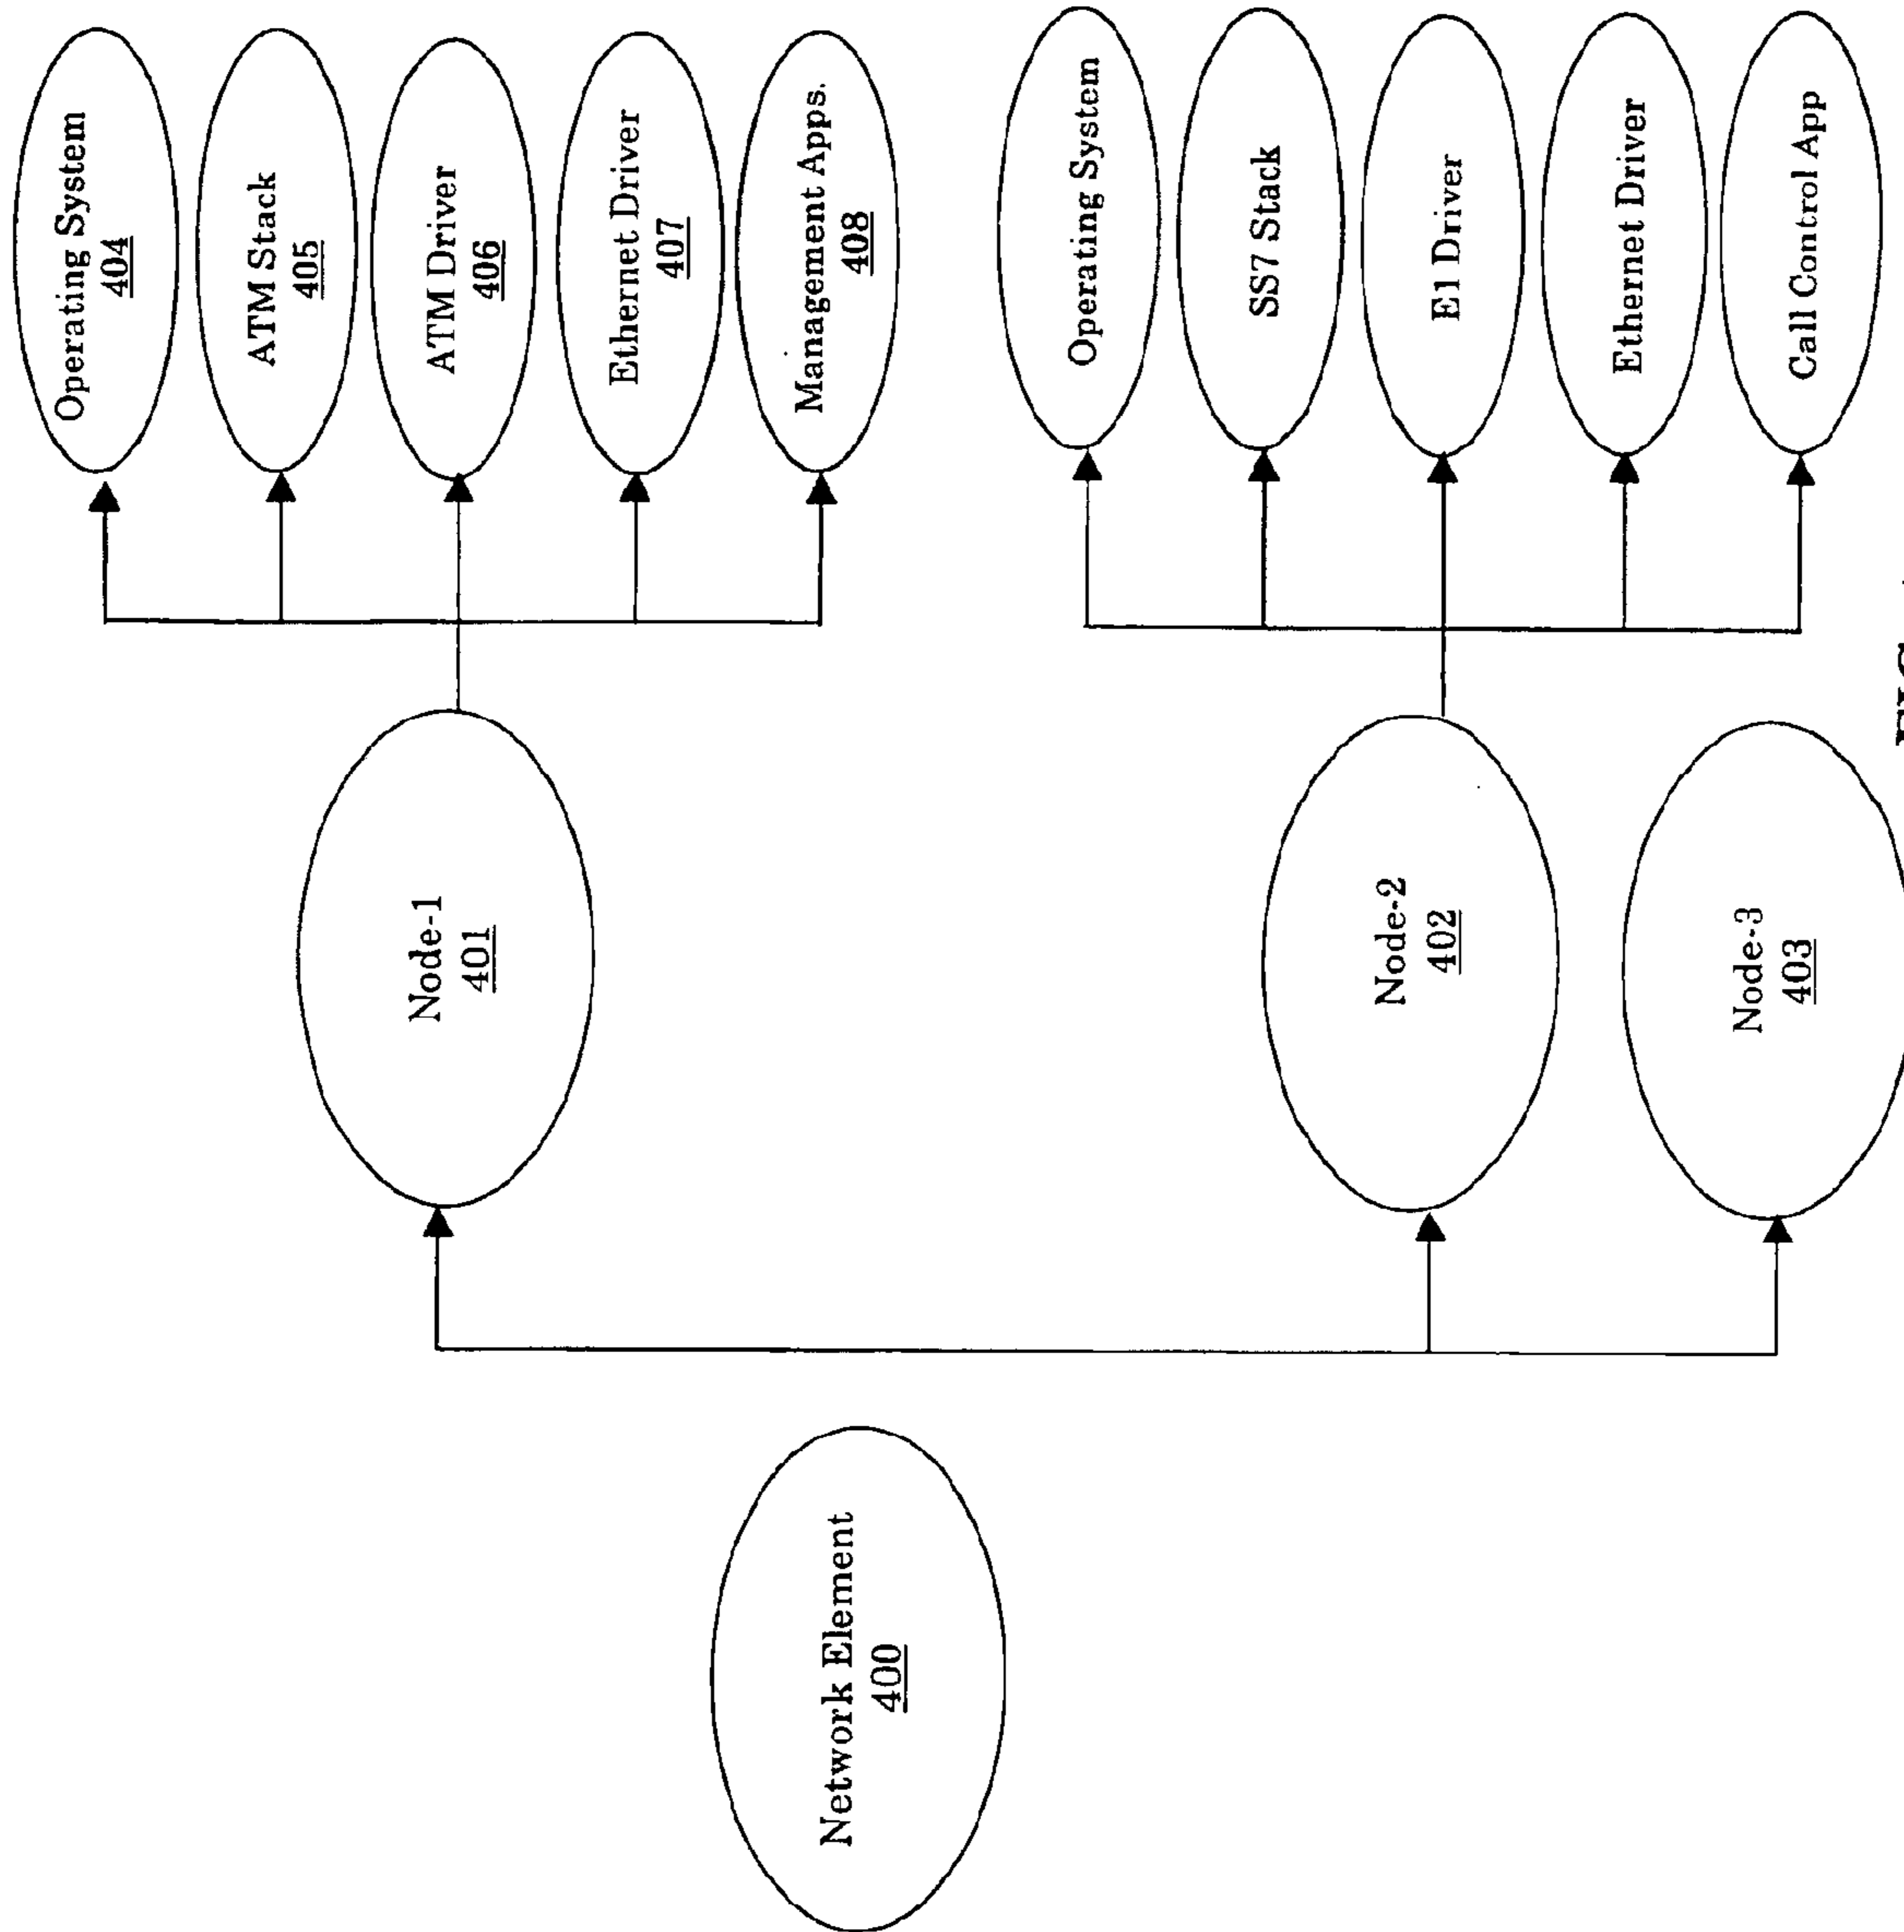 Network Element
400
Node-1
401
Node-2
402
Node-3
403
Operating System
404
ATM Stack
405
ATM Driver
406
Ethernet Driver
407
Management Apps.
408
Operating System
SS7 Stack
E1 Driver
Ethernet Driver
Call Control App